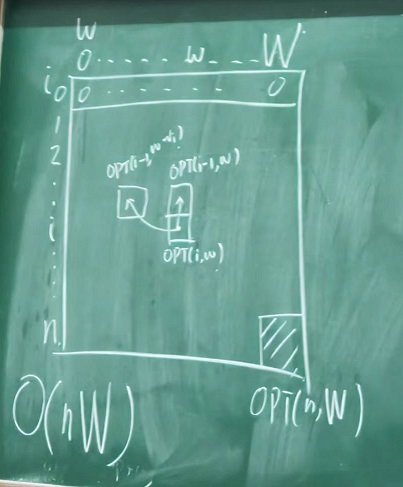 w
0 . . . . . w . . . W
i
0 0 . . . . . . 0
1
2
OPT(i-1, w-wi) OPT(i-1, w)
.
.
i
OPT(i, w)
.
.
.
n
O(nW) OPT(n, W)